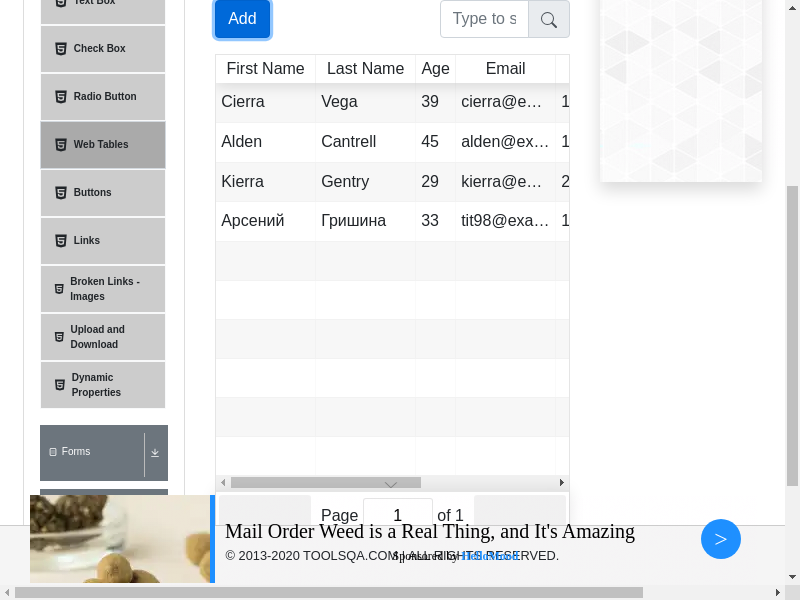 Text Box
Add
Type to s
Check Box
First Name Last Name Age Email
Radio Button
Cierra Vega 39 cierra@e… 1
Web Tables
Alden Cantrell 45 alden@ex… 1
Kierra Gentry 29 kierra@e… 2
Buttons
Арсений Гришина 33 tit98@exa… 1
Links
Broken Links -
Images
Upload and
Download
Dynamic
Properties
Forms
Page 1 of 1
Mail Order Weed is a Real Thing, and It's Amazing
>
© 2013-2020 TOOLSQA.COM | ALL RIGHTS RESERVED.
Sponsored by